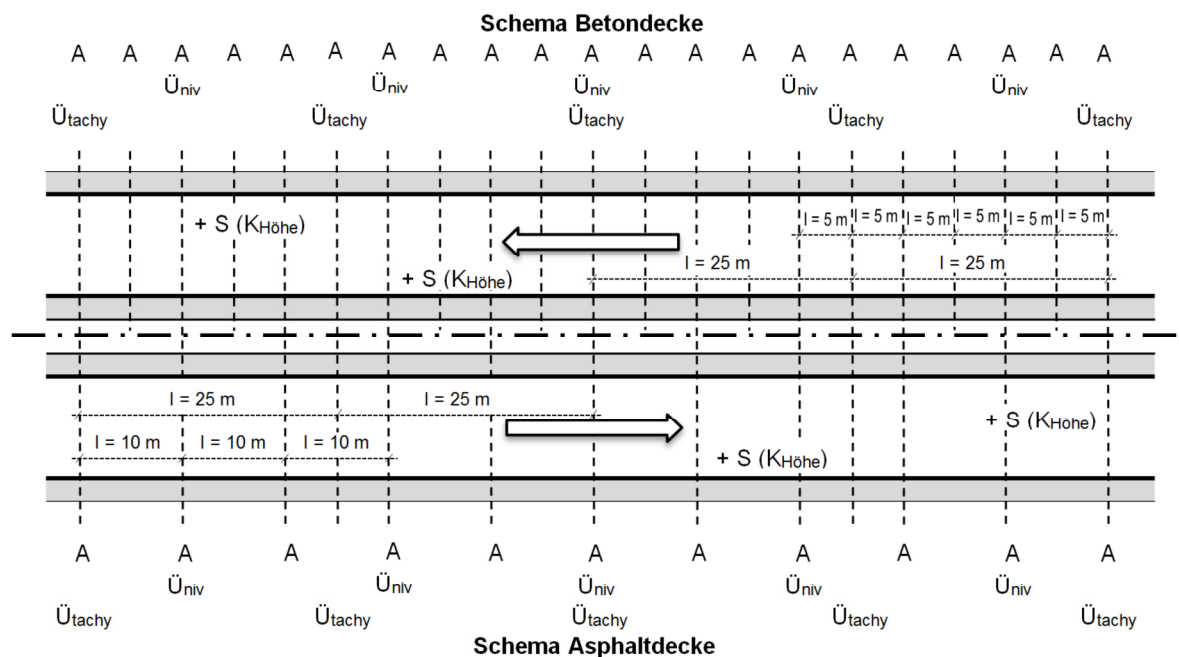 Schema Betondecke
A A A A A A A A A A A A A A A A A A A A A
Üniv Üniv Üniv Üniv Üniv
Ütachy Ütachy Ütachy Ütachy Ütachy
+ S (KHöhe) l = 5 m l = 5 m l = 5 m l = 5 m l = 5 m l = 5 m
+ S (KHöhe) l = 25 m l = 25 m
l = 25 m l = 25 m
+ S (KHöhe)
l = 10 m l = 10 m l = 10 m
+ S (KHöhe)
A A A A A A A A A A A
Üniv Üniv Üniv Üniv Üniv
Ütachy Ütachy Ütachy Ütachy Ütachy
Schema Asphaltdecke